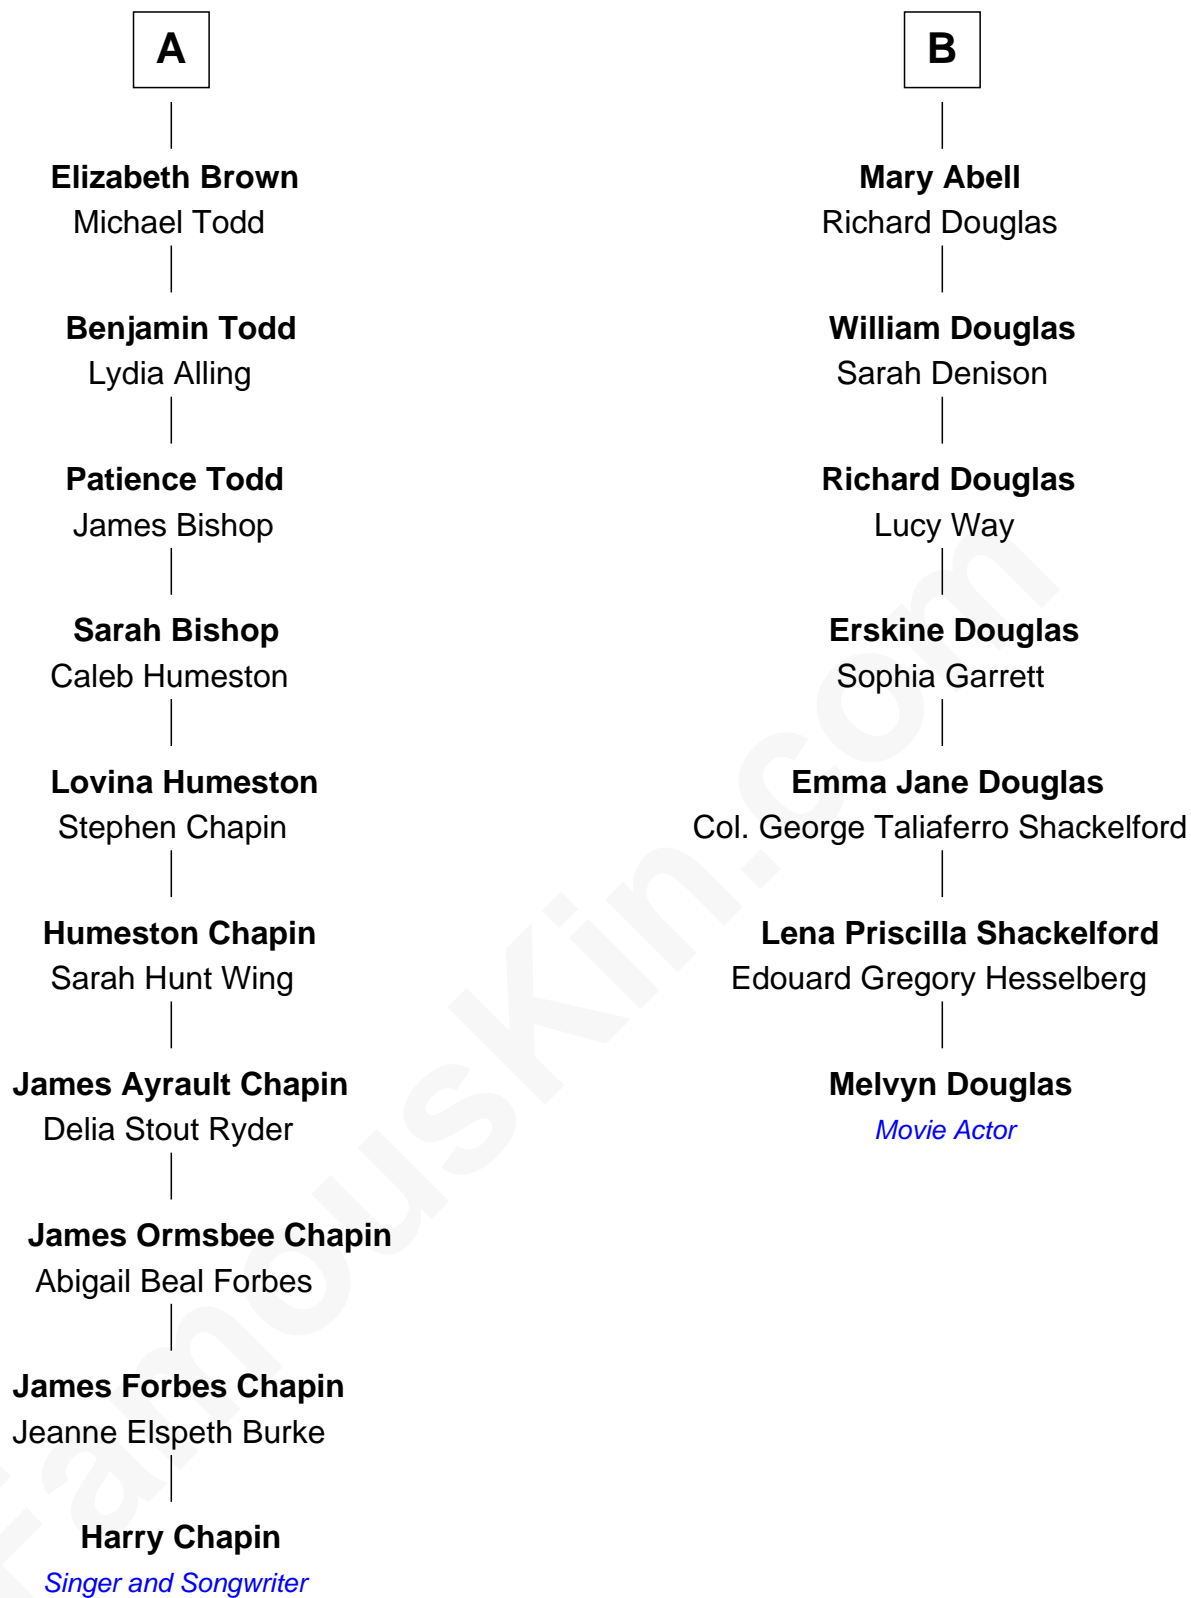 A
Elizabeth Brown
Michael Todd
Benjamin Todd
Lydia Alling
Patience Todd
James Bishop
Sarah Bishop
Caleb Humeston
Lovina Humeston
Stephen Chapin
Humeston Chapin
Sarah Hunt Wing
James Ayrault Chapin
Delia Stout Ryder
James Ormsbee Chapin
Abigail Beal Forbes
James Forbes Chapin
Jeanne Elspeth Burke
Harry Chapin
Singer and Songwriter
B
Mary Abell
Richard Douglas
William Douglas
Sarah Denison
Richard Douglas
Lucy Way
Erskine Douglas
Sophia Garrett
Emma Jane Douglas
Col. George Taliaferro Shackelford
Lena Priscilla Shackelford
Edouard Gregory Hesselberg
Melvyn Douglas
Movie Actor
FamousKin.com